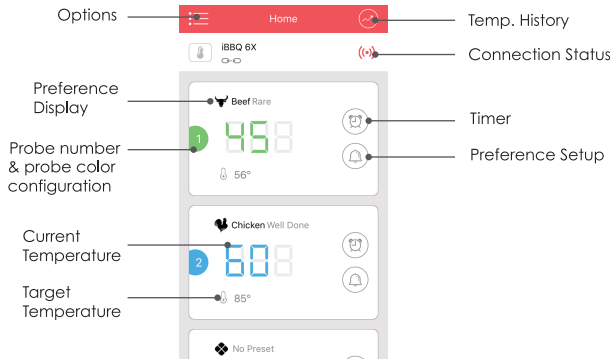 Options
Home
Temp. History
iBBQ 6X
Connection Status
Preference
Display
Beef Rare
1
45
Timer
Probe number
& probe color
configuration
Preference Setup
56°
Chicken Well Done
Current
Temperature
2
60
Target
Temperature
85°
No Preset